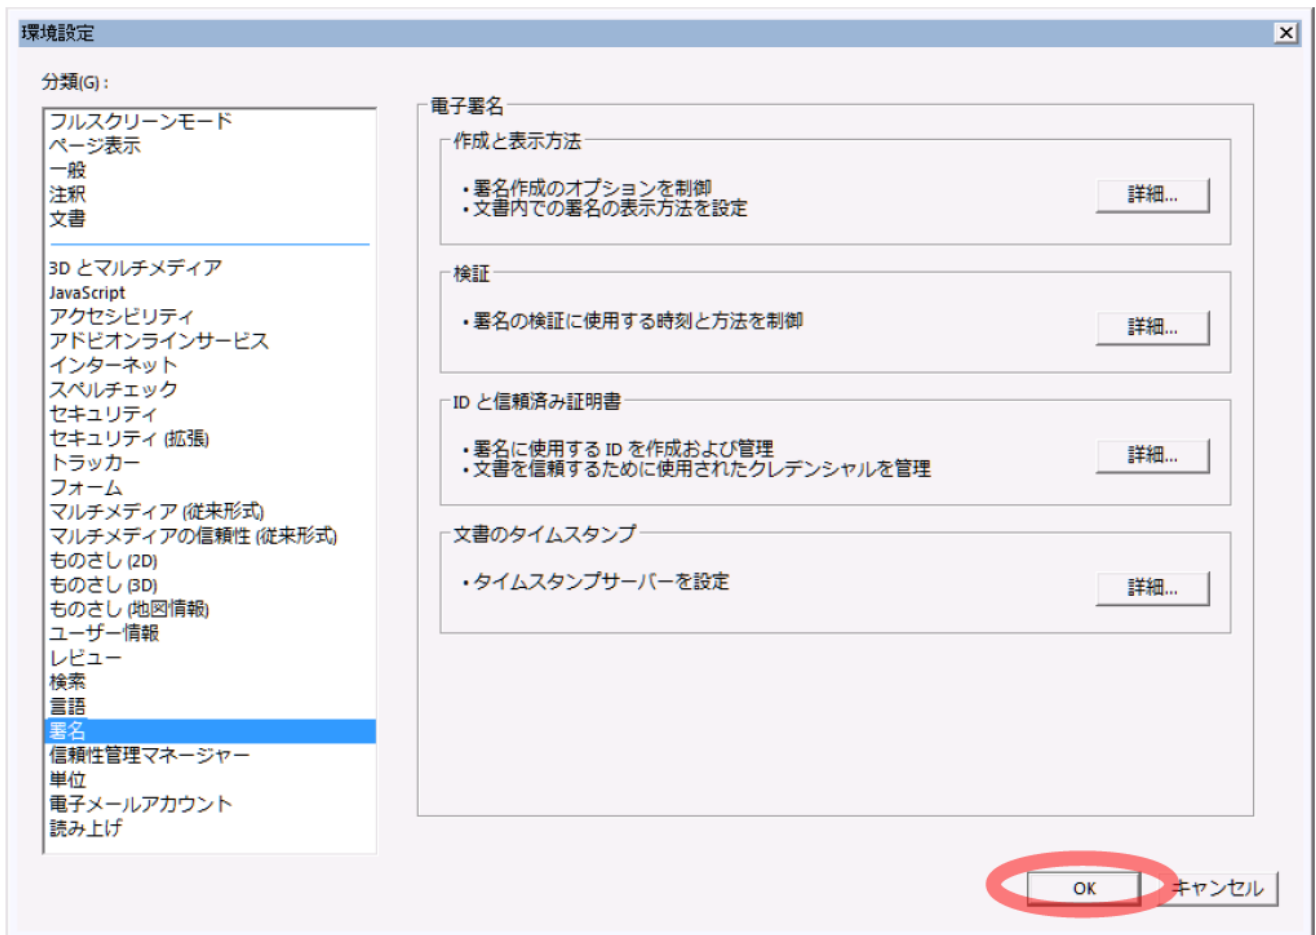 環境設定
分類(G)：
フルスクリーンモード
ページ表示
一般
注釈
文書
3D とマルチメディア
JavaScript
アクセシビリティ
アドビオンラインサービス
インターネット
スペルチェック
セキュリティ
セキュリティ (拡張)
トラッカー
フォーム
マルチメディア (従来形式)
マルチメディアの信頼性 (従来形式)
ものさし (2D)
ものさし (3D)
ものさし (地図情報)
ユーザー情報
レビュー
検索
言語
署名
信頼性管理マネージャー
単位
電子メールアカウント
読み上げ
電子署名
作成と表示方法
・署名作成のオプションを制御
・文書内での署名の表示方法を設定
詳細...
検証
・署名の検証に使用する時刻と方法を制御
詳細...
ID と信頼済み証明書
・署名に使用する ID を作成および管理
・文書を信頼するために使用されたクレデンシャルを管理
詳細...
文書のタイムスタンプ
・タイムスタンプサーバーを設定
詳細...
OK
キャンセル